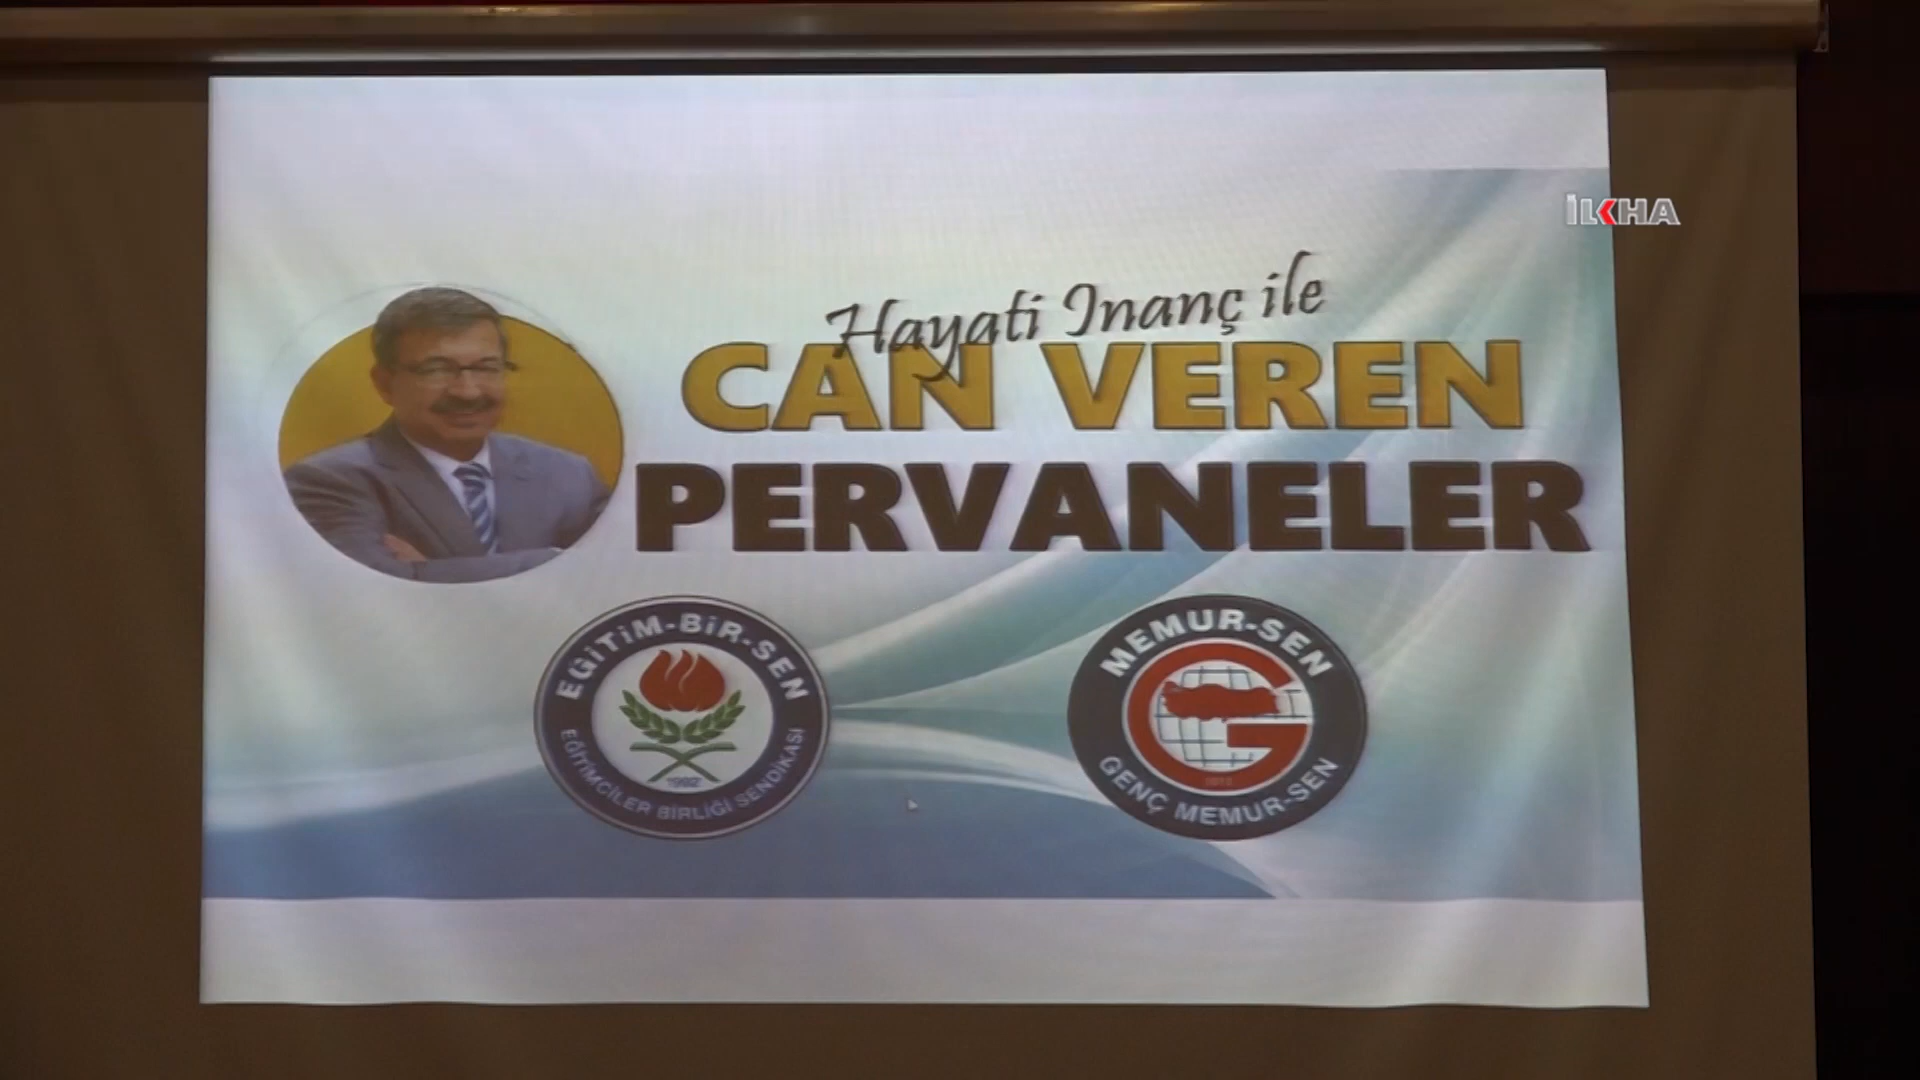 İLKHA
Hayati İnanç ile
CAN VEREN
PERVANELER
EĞİTİM-BİR-SEN
EĞİTİMCİLER BİRLİĞİ SENDİKASI
1992
MEMUR-SEN
GENÇ MEMUR-SEN